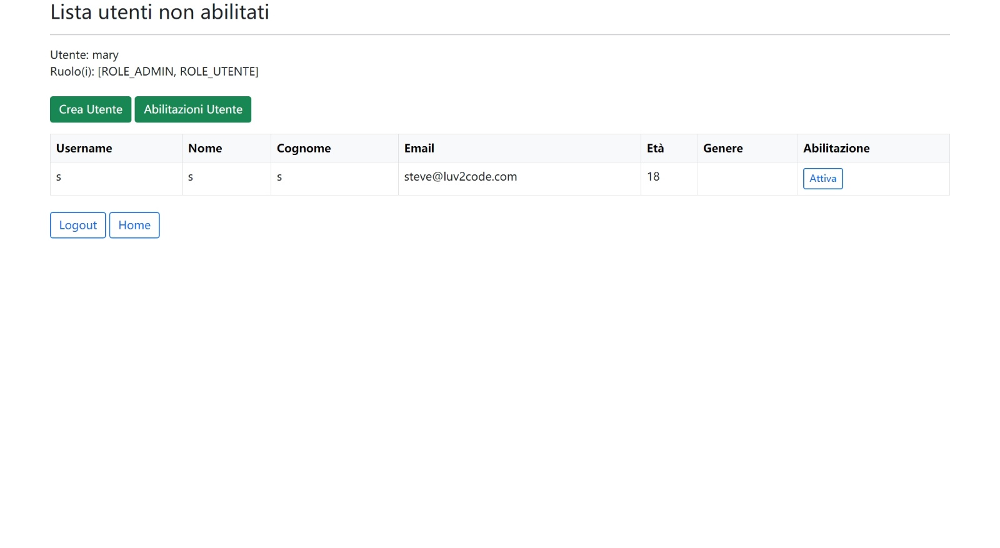 Lista utenti non abilitati
Utente: mary
Ruolo(i): [ROLE_ADMIN, ROLE_UTENTE]
Crea Utente Abilitazioni Utente
Username Nome Cognome Email Età Genere Abilitazione
s s s steve@luv2code.com 18 Attiva
Logout Home